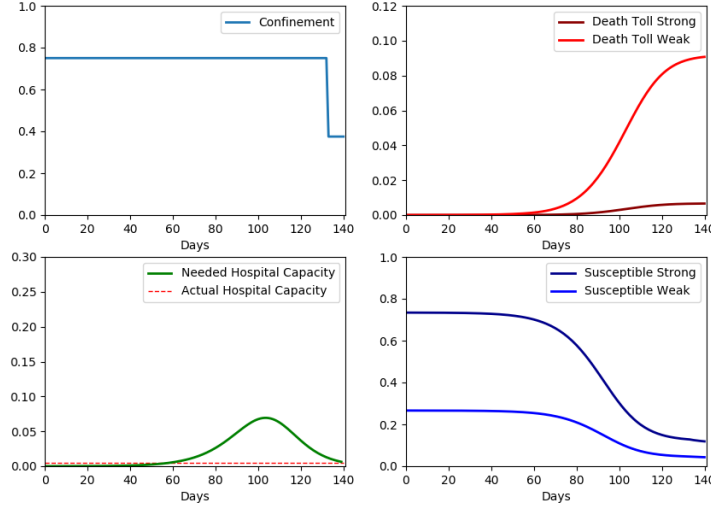 1.0
0.8
0.6
0.4
0.2
0.0
0 20 40 60 80 100 120 140
Days
Confinement
0.12
0.10
0.08
0.06
0.04
0.02
0.00
0 20 40 60 80 100 120 140
Days
Death Toll Strong
Death Toll Weak
0.30
0.25
0.20
0.15
0.10
0.05
0.00
0 20 40 60 80 100 120 140
Days
Needed Hospital Capacity
Actual Hospital Capacity
1.0
0.8
0.6
0.4
0.2
0.0
0 20 40 60 80 100 120 140
Days
Susceptible Strong
Susceptible Weak